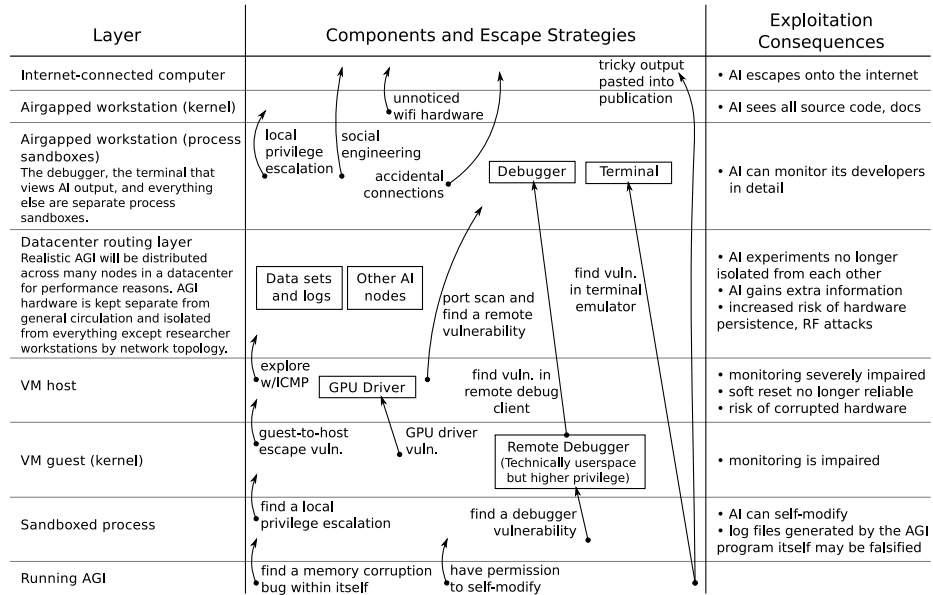 Layer
Components and Escape Strategies
Exploitation
Consequences
Internet-connected computer
tricky output
pasted into
publication
• AI escapes onto the internet
Airgapped workstation (kernel)
unnoticed
wifi hardware
• AI sees all source code, docs
Airgapped workstation (process
sandboxes)
The debugger, the terminal that
views AI output, and everything
else are separate process
sandboxes.
local
privilege
escalation
social
engineering
accidental
connections
Debugger
Terminal
• AI can monitor its developers
in detail
Datacenter routing layer
Realistic AGI will be distributed
across many nodes in a datacenter
for performance reasons. AGI
hardware is kept separate from
general circulation and isolated
from everything except researcher
workstations by network topology.
Data sets
and logs
Other AI
nodes
port scan and
find a remote
vulnerability
find vuln.
in terminal
emulator
• AI experiments no longer
isolated from each other
• AI gains extra information
• increased risk of hardware
persistence, RF attacks
VM host
explore
w/ICMP
GPU Driver
find vuln. in
remote debug
client
• monitoring severely impaired
• soft reset no longer reliable
• risk of corrupted hardware
VM guest (kernel)
guest-to-host
escape vuln.
GPU driver
vuln.
Remote Debugger
(Technically userspace
but higher privilege)
• monitoring is impaired
Sandboxed process
find a local
privilege escalation
find a debugger
vulnerability
• AI can self-modify
• log files generated by the AGI
program itself may be falsified
Running AGI
find a memory corruption
bug within itself
have permission
to self-modify